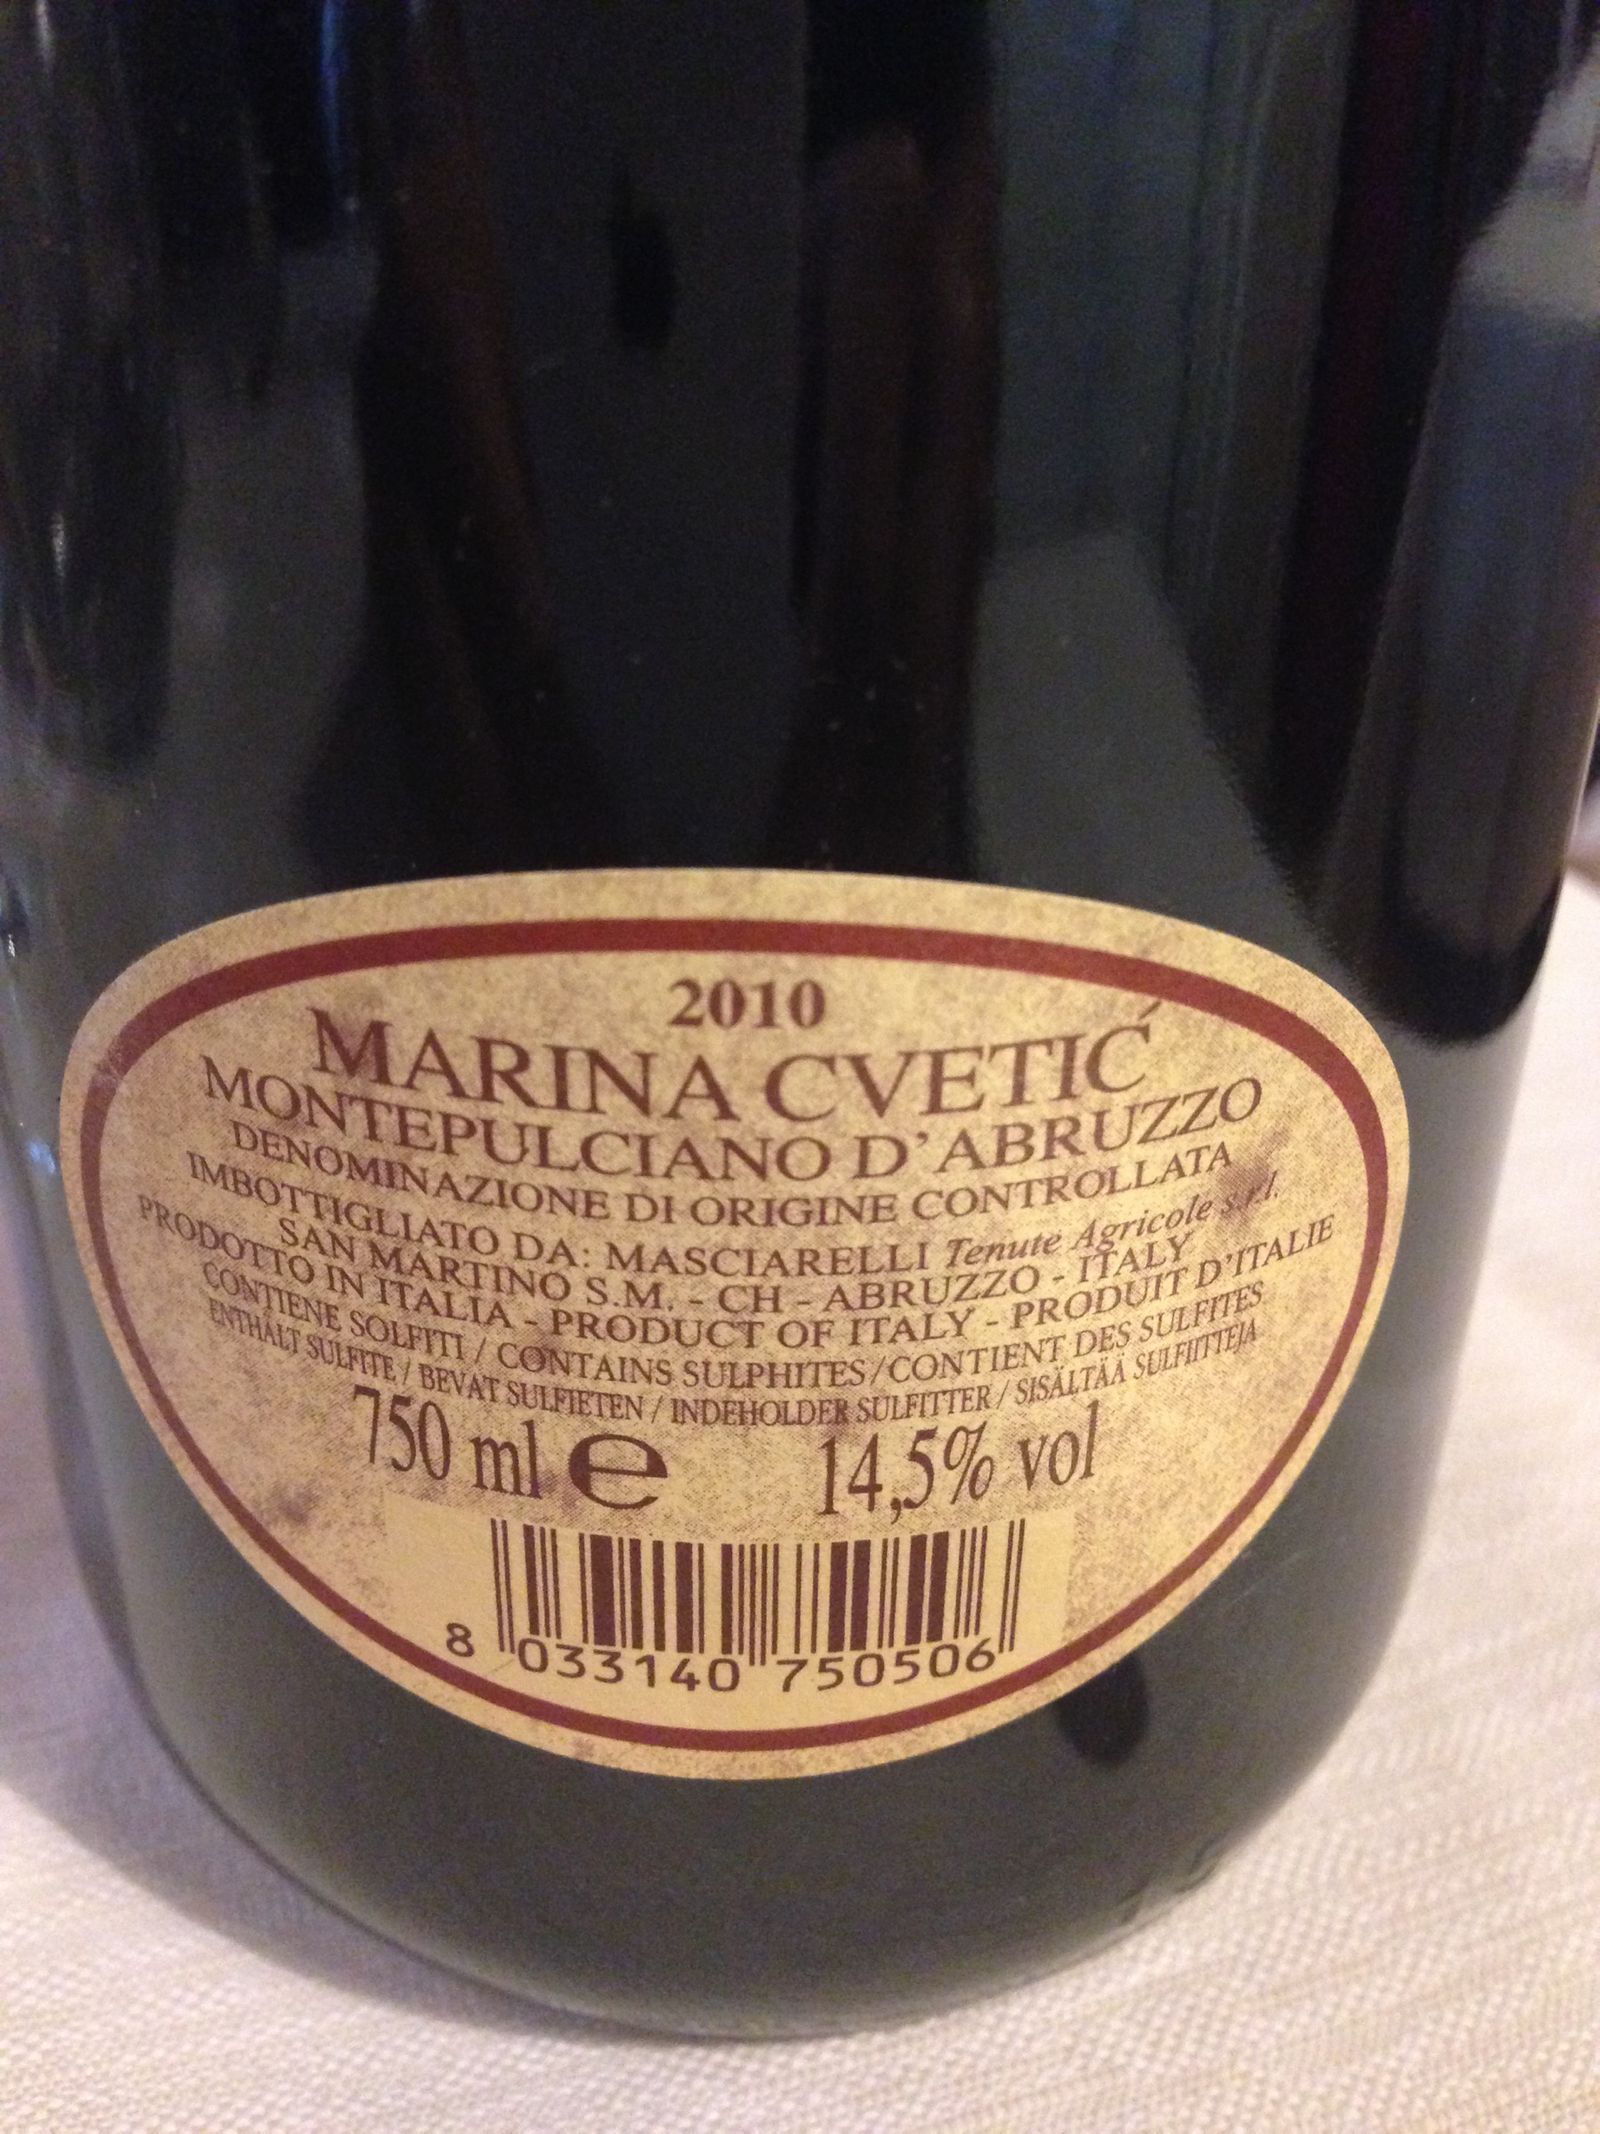 2010
MARINA CVETIĆ
MONTEPULCIANO D'ABRUZZO
DENOMINAZIONE DI ORIGINE CONTROLLATA
IMBOTTIGLIATO DA: MASCIARELLI Tenute Agricole s.r.l.
SAN MARTINO S.M. - CH - ABRUZZO - ITALY
PRODOTTO IN ITALIA - PRODUCT OF ITALY - PRODUIT D'ITALIE
CONTIENE SOLFITI / CONTAINS SULPHITES / CONTIENT DES SULFITES
ENTHÄLT SULFITE / BEVAT SULFIETEN / INDEHOLDER SULFITTER / SISÄLTÄÄ SULFIITTEJA
750 ml e 14,5% vol
8 033140 750506